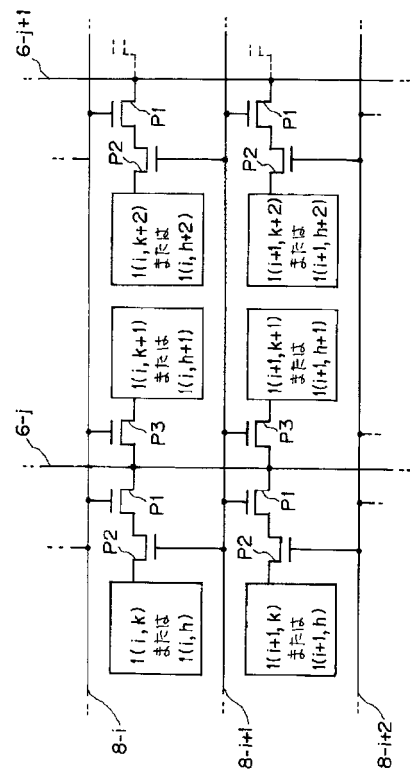 6-j
6-j+1
8-i
P3
P1
P1
P2
P2
1(i, k)
または
1(i, h)
1(i, k+1)
または
1(i, h+1)
1(i, k+2)
または
1(i, h+2)
8-i+1
P3
P1
P1
P2
P2
1(i+1, k)
または
1(i+1, h)
1(i+1, k+1)
または
1(i+1, h+1)
1(i+1, k+2)
または
1(i+1, h+2)
8-i+2